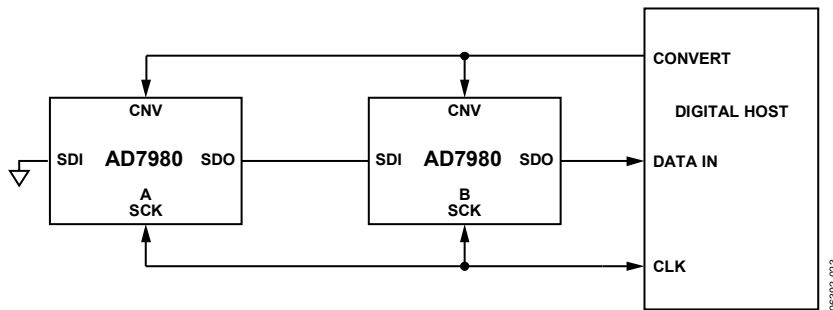 CONVERT
CNV
CNV
DIGITAL HOST
SDI AD7980 SDO
SDI AD7980 SDO
DATA IN
A
SCK
B
SCK
CLK